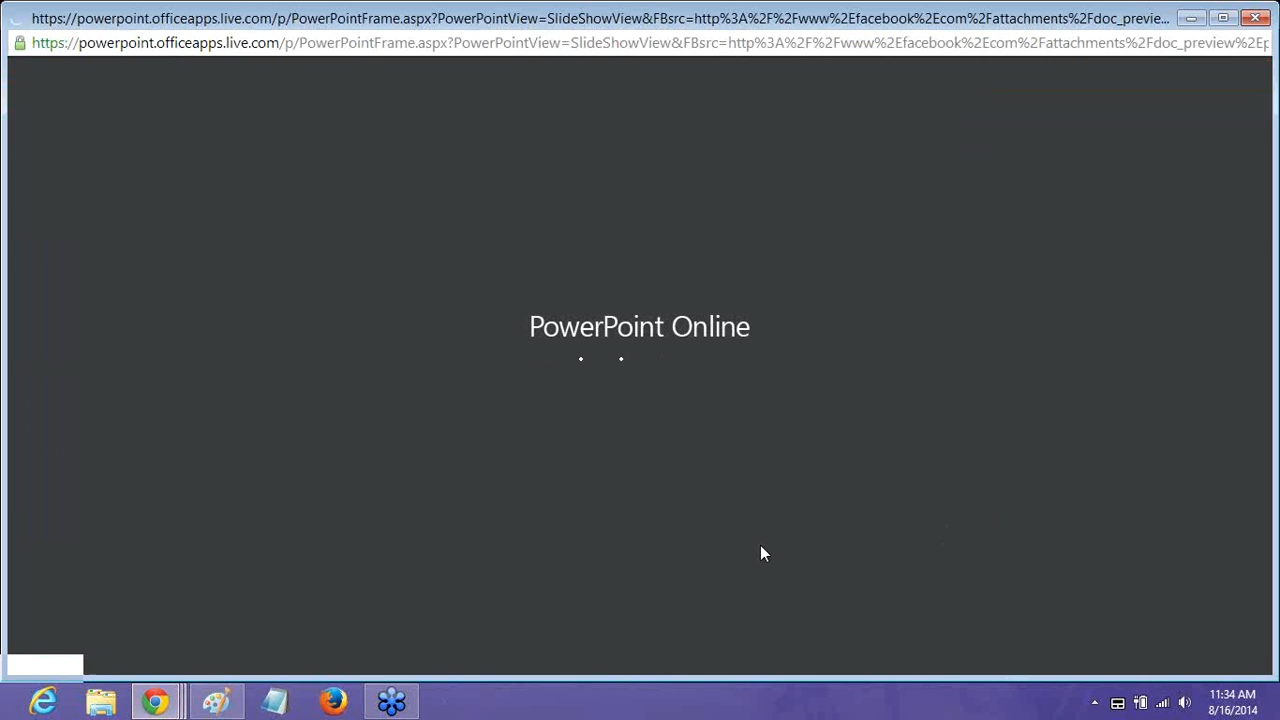 https://powerpoint.officeapps.live.com/p/PowerPointFrame.aspx?PowerPointView=SlideShowView&FBsrc=http%3A%2F%2Fwww%2Efacebook%2Ecom%2Fattachments%2Fdoc_previe...
https://powerpoint.officeapps.live.com/p/PowerPointFrame.aspx?PowerPointView=SlideShowView&FBsrc=http%3A%2F%2Fwww%2Efacebook%2Ecom%2Fattachments%2Fdoc_preview%2Ep
PowerPoint Online
11:34 AM
8/16/2014